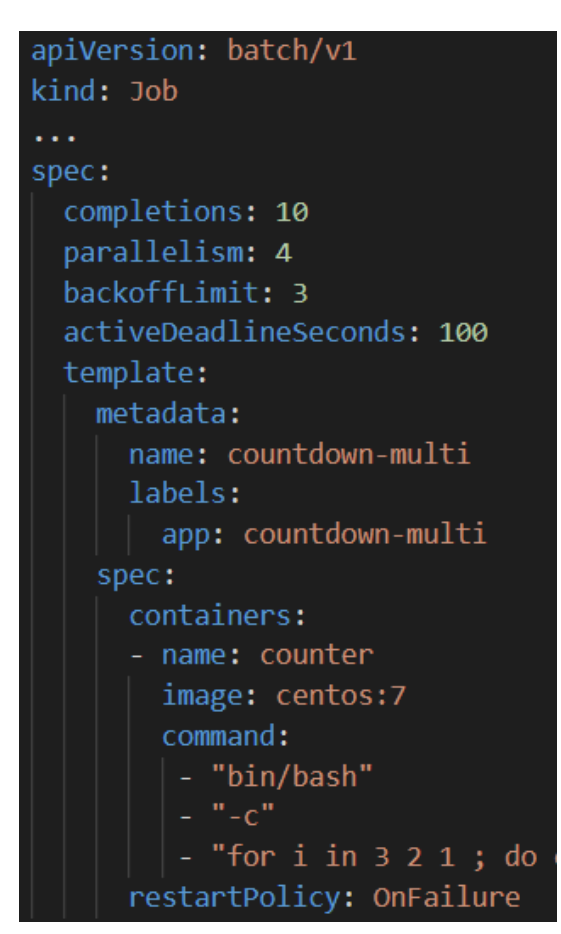 apiVersion: batch/v1
kind: Job
...
spec:
  completions: 10
  parallelism: 4
  backoffLimit: 3
  activeDeadlineSeconds: 100
  template:
    metadata:
      name: countdown-multi
      labels:
        app: countdown-multi
    spec:
      containers:
      - name: counter
        image: centos:7
        command:
         - "bin/bash"
         - "-c"
         - "for i in 3 2 1 ; do
      restartPolicy: OnFailure